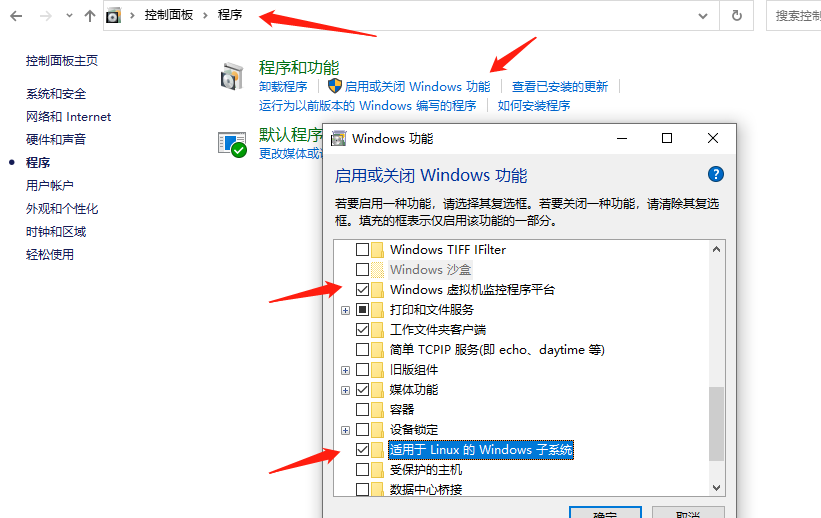 控制面板 程序
搜索控制
控制面板主页
系统和安全
网络和 Internet
硬件和声音
程序
用户帐户
外观和个性化
时钟和区域
轻松使用
程序和功能
卸载程序 启用或关闭 Windows 功能 查看已安装的更新
运行为以前版本的 Windows 编写的程序 如何安装程序
默认程序
更改媒体或
Windows 功能
启用或关闭 Windows 功能
若要启用一种功能，请选择其复选框。若要关闭一种功能，请清除其复选
框。填充的框表示仅启用该功能的一部分。
Windows TIFF IFilter
Windows 沙盒
Windows 虚拟机监控程序平台
打印和文件服务
工作文件夹客户端
简单 TCPIP 服务(即 echo、daytime 等)
旧版组件
媒体功能
容器
设备锁定
适用于 Linux 的 Windows 子系统
受保护的主机
数据中心桥接
确定 取消